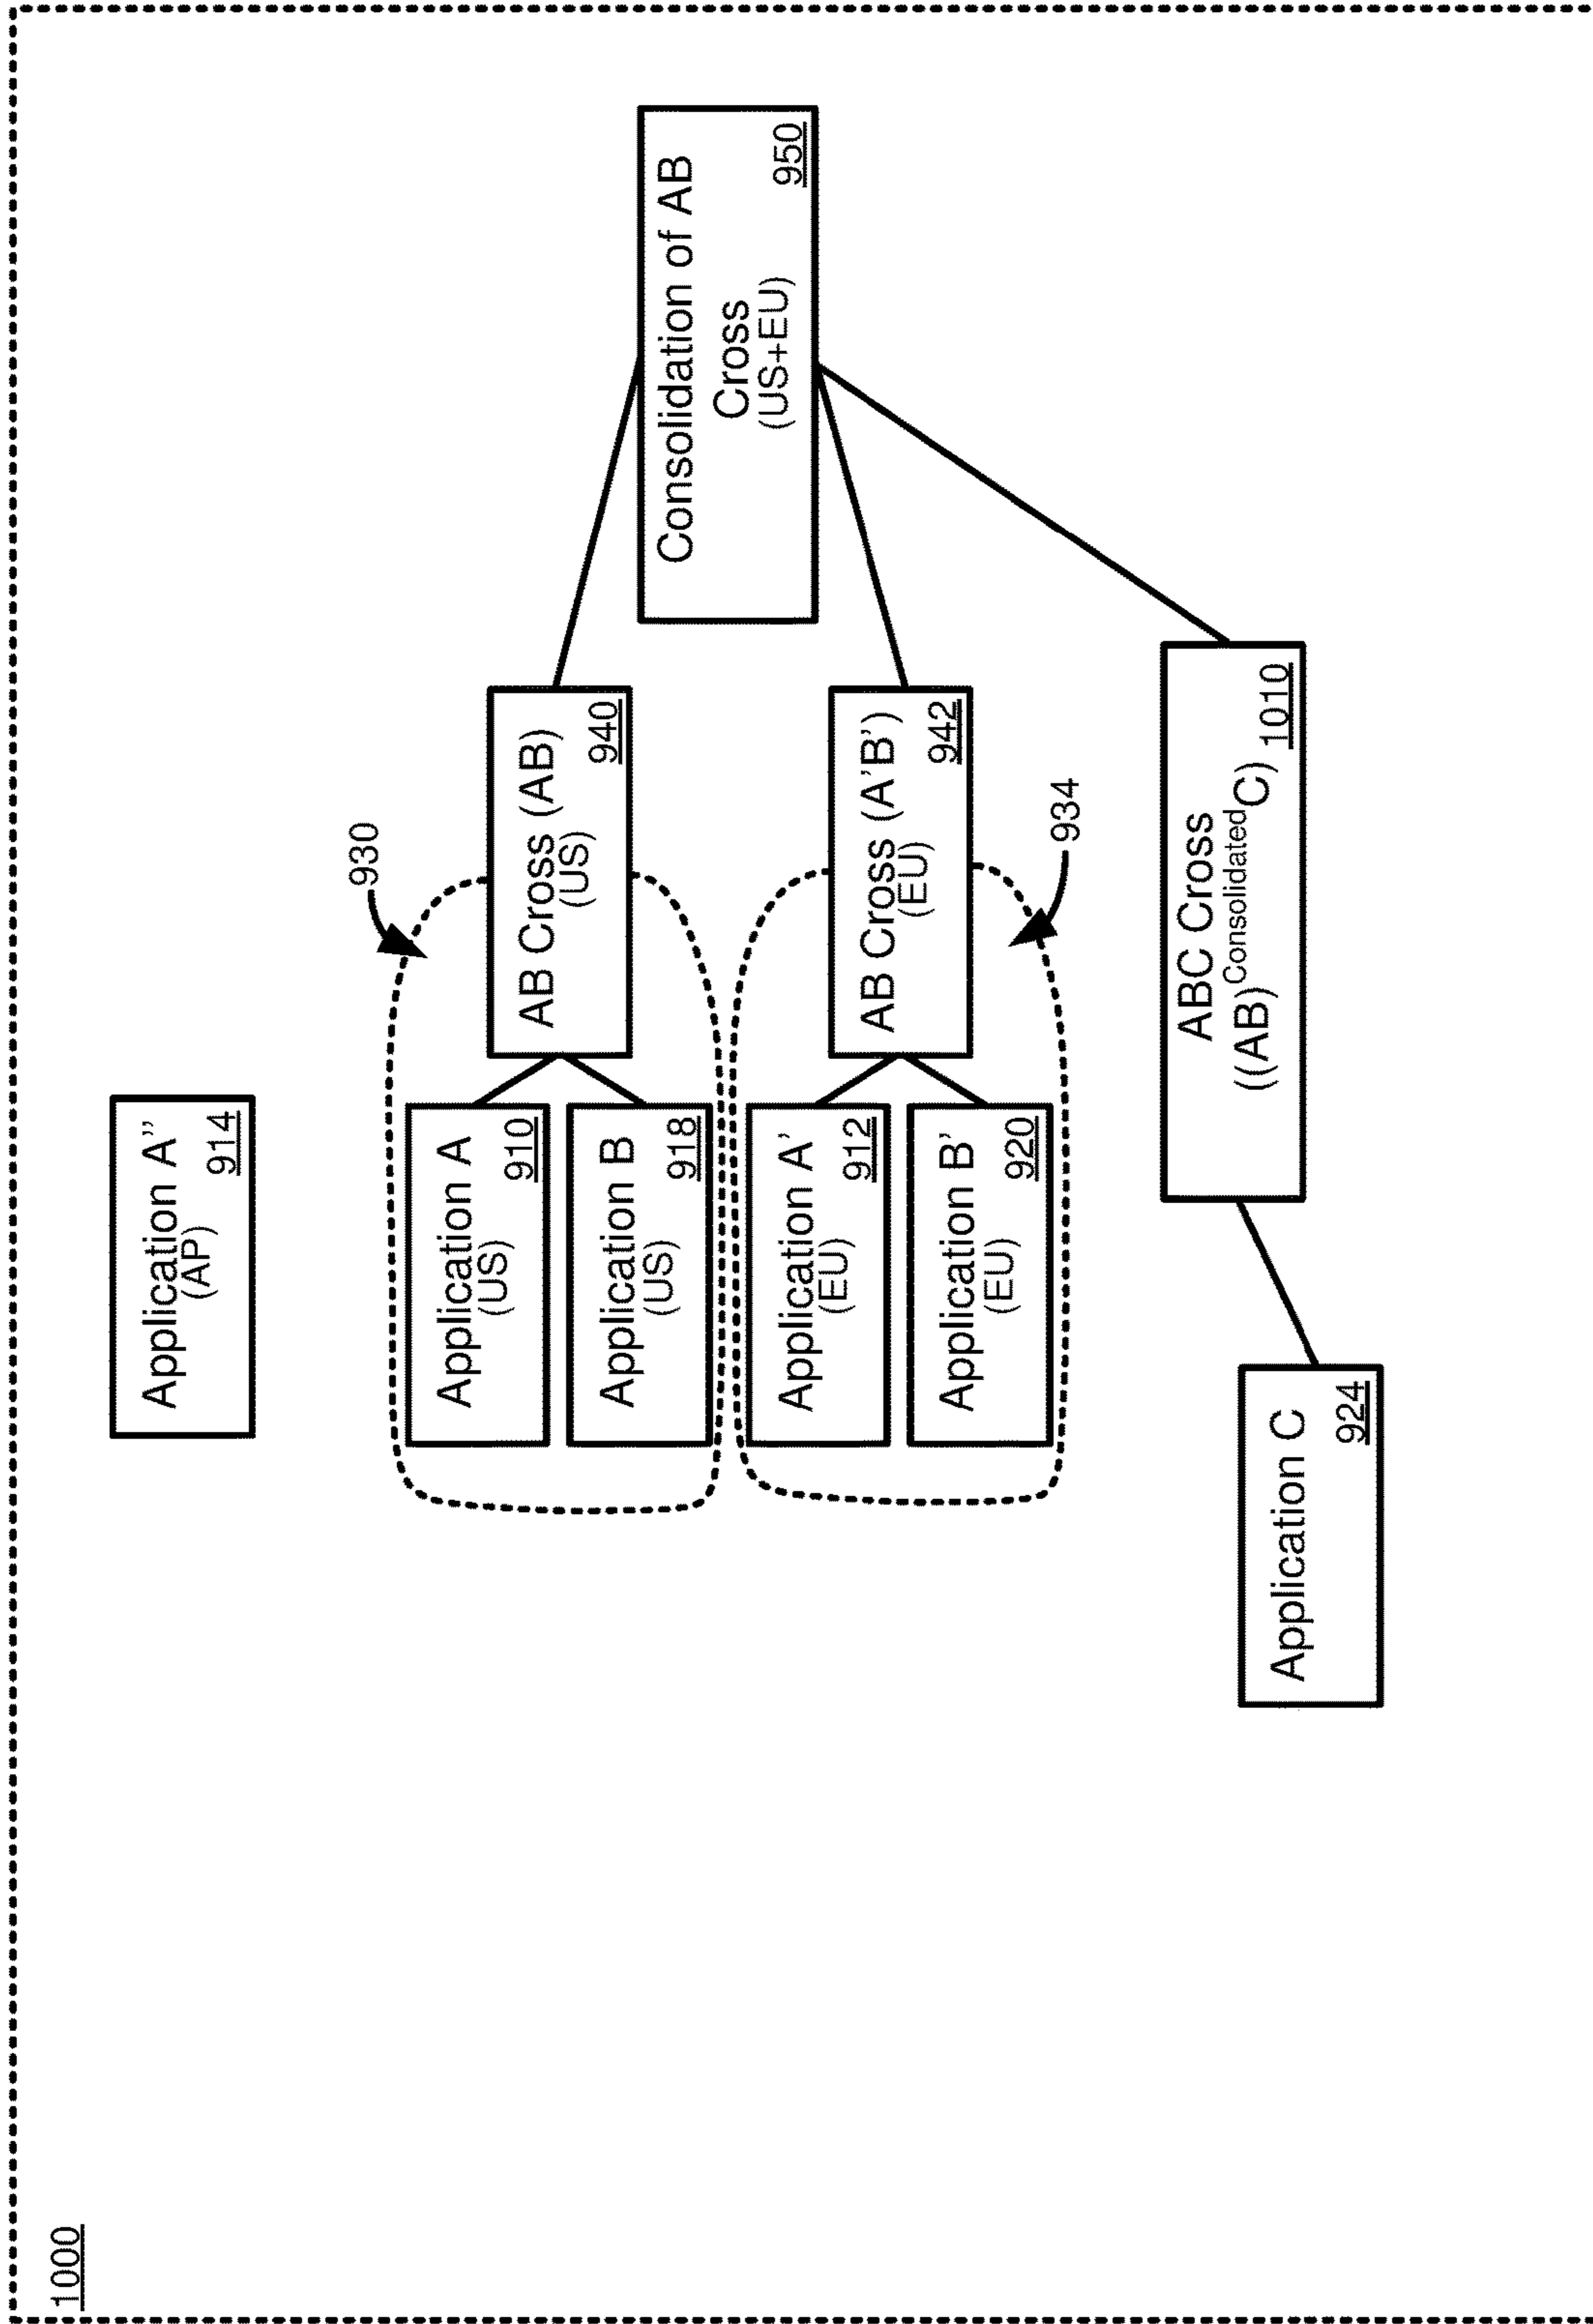 1000
Application A"
(AP)
914
930
Application A
(US)
910
Application B
(US)
918
AB Cross (AB)
(US)
940
Consolidation of AB
Cross
(US+EU)
950
Application A'
(EU)
912
Application B'
(EU)
920
AB Cross (A'B')
(EU)
942
934
ABC Cross
((AB)Consolidated C)
1010
Application C
924